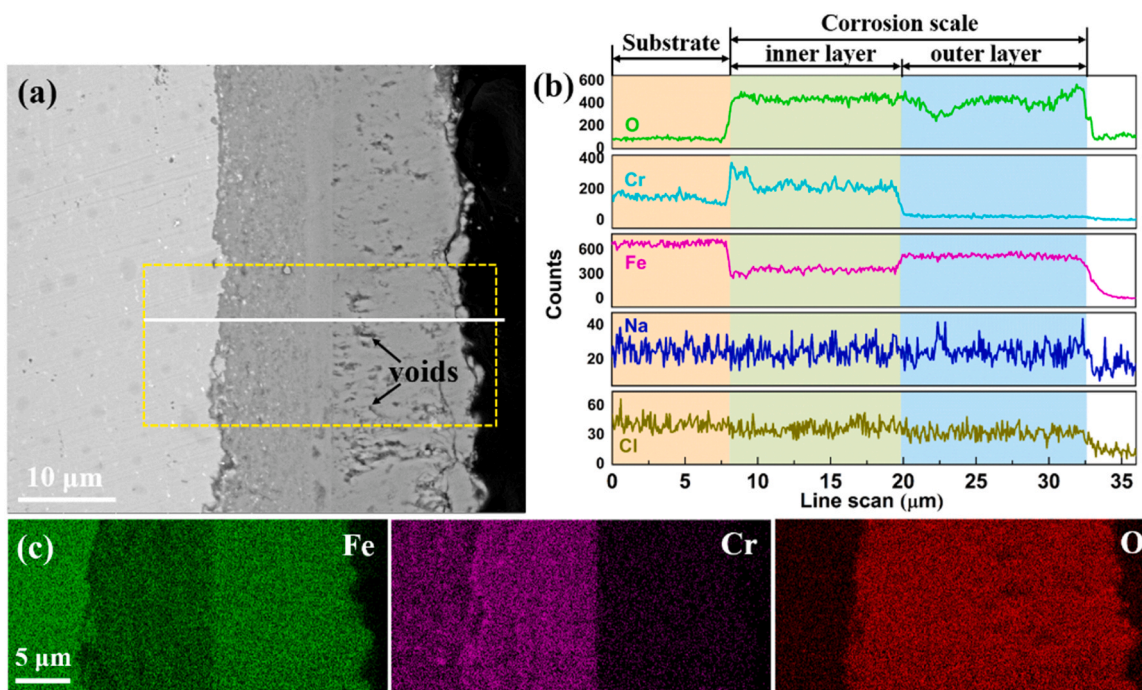 Corrosion scale
Substrate
inner layer
outer layer
(a)
voids
10 μm
(b)
600
400
200
0
O
400
200
0
Cr
600
300
0
Fe
40
20
Na
60
30
0
Cl
Counts
0 5 10 15 20 25 30 35
Line scan (μm)
(c)
Fe
5 μm
Cr
O